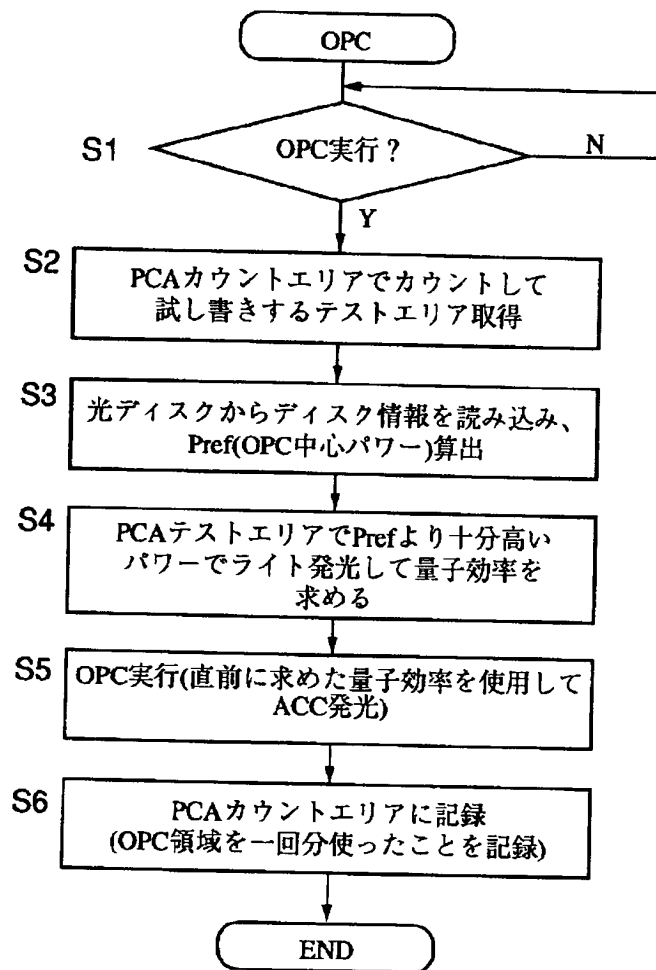 OPC
S1
OPC実行？
N
Y
S2
PCAカウントエリアでカウントして
試し書きするテストエリア取得
S3
光ディスクからディスク情報を読み込み、
Pref(OPC中心パワー)算出
S4
PCAテストエリアでPrefより十分高い
パワーでライト発光して量子効率を
求める
S5
OPC実行(直前に求めた量子効率を使用して
ACC発光)
S6
PCAカウントエリアに記録
(OPC領域を一回分使ったことを記録)
END